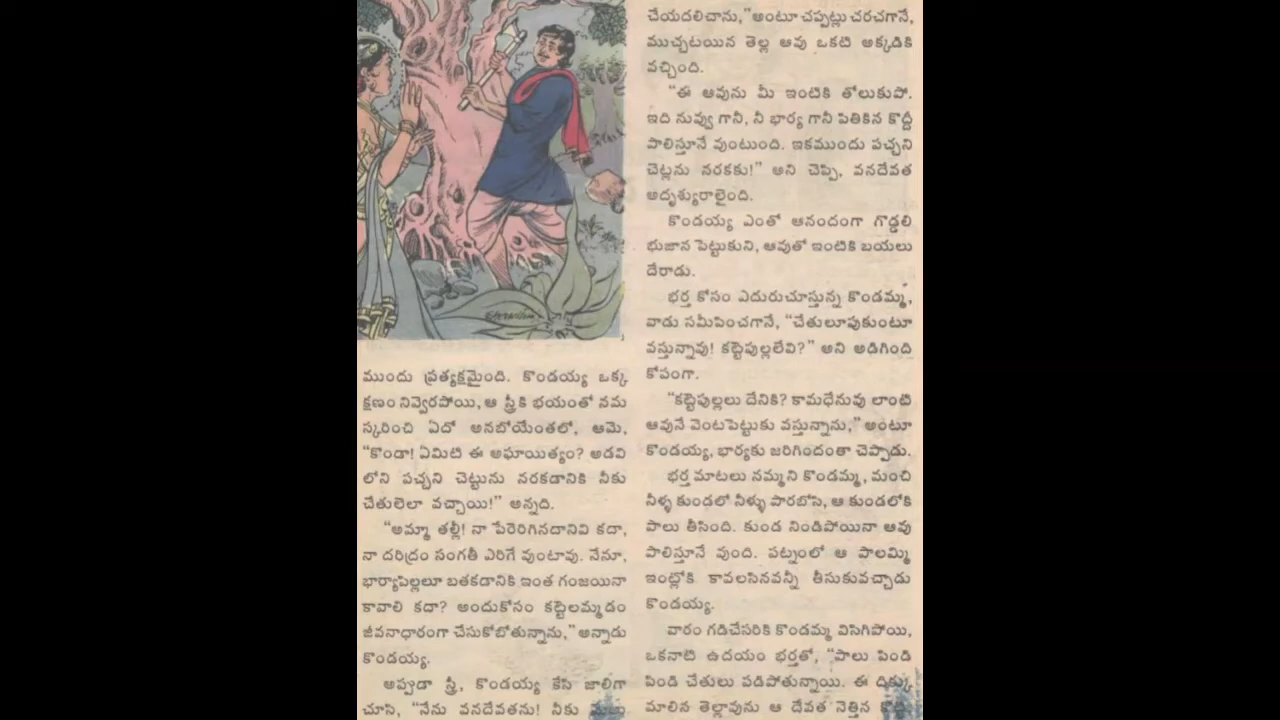 ముందు ప్రత్యక్షమైంది. కొండయ్య ఒక్క
క్షణం నివ్వెరపోయి, ఆ స్త్రీకి భయంతో నమ
స్కరించి ఏదో అనబోయేంతలో, ఆమె,
“కొండా! ఏమిటి ఈ అఘాయిత్యం? అడవి
లోని పచ్చని చెట్టును నరకడానికి నీకు
చేతులెలా వచ్చాయి!” అన్నది.
“అమ్మా తల్లీ! నా పేరెరిగినదానివి కదా,
నా దరిద్రం సంగతీ ఎరిగే వుంటావు. నేనూ,
భార్యాపిల్లలూ బతకడానికి ఇంత గంజయినా
కావాలి కదా? అందుకోసం కట్టెలమ్మడం
జీవనాధారంగా చేసుకోబోతున్నాను,” అన్నాడు
కొండయ్య.
అప్పుడా స్త్రీ, కొండయ్య కేసి జాలిగా
చూసి, “నేను వనదేవతను! నీకు
చేయదలిచాను,” అంటూ చప్పట్లు చరచగానే,
ముచ్చటయిన తెల్ల ఆవు ఒకటి అక్కడికి
వచ్చింది.
“ఈ ఆవును మీ ఇంటికి తోలుకుపో.
ఇది నువ్వు గానీ, నీ భార్య గానీ పితికిన కొద్దీ
పాలిస్తూనే వుంటుంది. ఇకముందు పచ్చని
చెట్లను నరకకు!” అని చెప్పి, వనదేవత
అదృశ్యురాలైంది.
కొండయ్య ఎంతో ఆనందంగా గొడ్డలి
భుజాన పెట్టుకుని, ఆవుతో ఇంటికి బయలు
దేరాడు.
భర్త కోసం ఎదురుచూస్తున్న కొండమ్మ,
వాడు సమీపించగానే, “చేతులూపుకుంటూ
వస్తున్నావు! కట్టెపుల్లలేవి?” అని అడిగింది
కోపంగా.
“కట్టెపుల్లలు దేనికి? కామధేనువు లాంటి
ఆవునే వెంటపెట్టుకు వస్తున్నాను,” అంటూ
కొండయ్య, భార్యకు జరిగిందంతా చెప్పాడు.
భర్త మాటలు నమ్మని కొండమ్మ, మంచి
నీళ్ళ కుండలో నీళ్ళు పారబోసి, ఆ కుండలోకి
పాలు తీసింది. కుండ నిండిపోయినా ఆవు
పాలిస్తూనే వుంది. పట్నంలో ఆ పాలమ్మి
ఇంట్లోకి కావలసినవన్నీ తీసుకువచ్చాడు
కొండయ్య.
వారం గడిచేసరికి కొండమ్మ విసిగిపోయి,
ఒకనాటి ఉదయం భర్తతో, “పాలు పిండి
పిండి చేతులు పడిపోతున్నాయి. ఈ దిక్కు
మాలిన తెల్లావును ఆ దేవత నెత్తిన